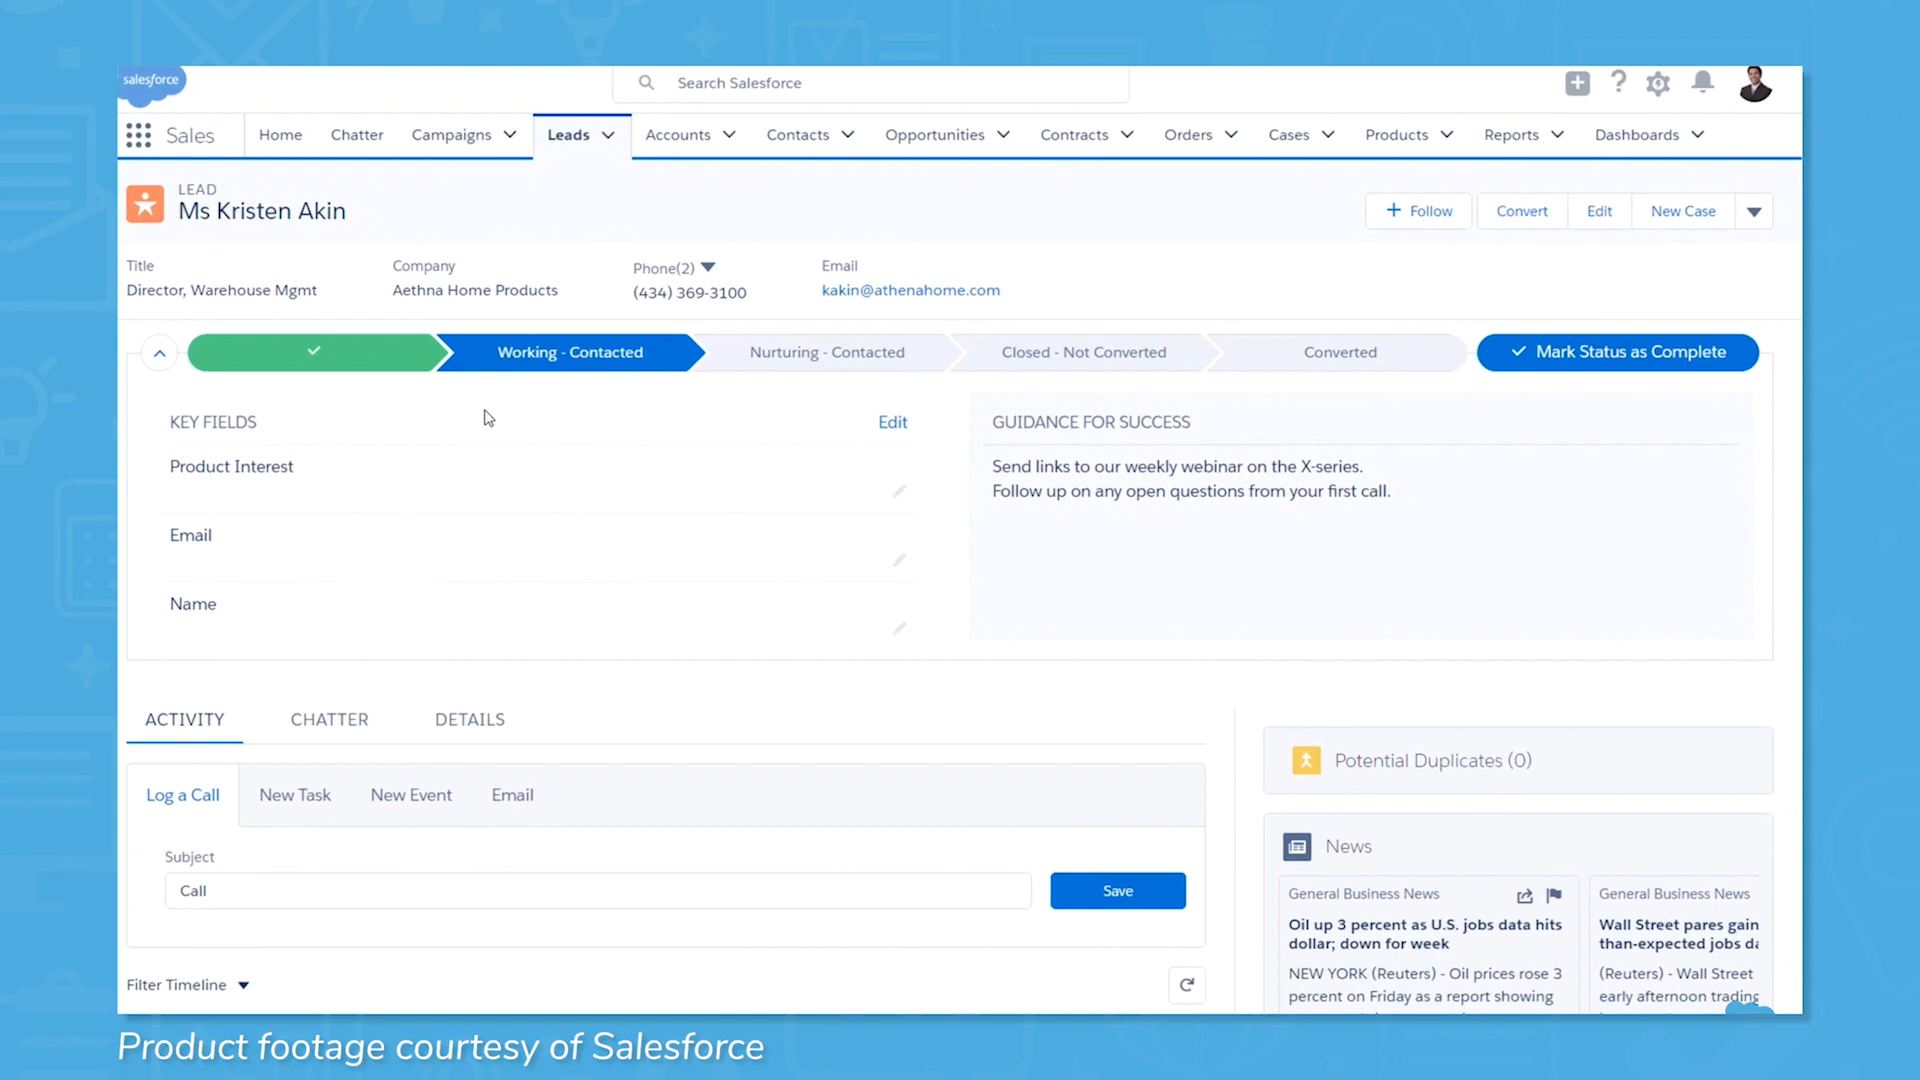 salesforce
Search Salesforce
Sales
Home
Chatter
Campaigns
Leads
Accounts
Contacts
Opportunities
Contracts
Orders
Cases
Products
Reports
Dashboards
LEAD
Ms Kristen Akin
+ Follow
Convert
Edit
New Case
Title
Director, Warehouse Mgmt
Company
Aethna Home Products
Phone(2)
(434) 369-3100
Email
kakin@athenahome.com
Working - Contacted
Nurturing - Contacted
Closed - Not Converted
Converted
Mark Status as Complete
KEY FIELDS
Edit
Product Interest
Email
Name
GUIDANCE FOR SUCCESS
Send links to our weekly webinar on the X-series.
Follow up on any open questions from your first call.
ACTIVITY
CHATTER
DETAILS
Log a Call
New Task
New Event
Email
Subject
Call
Save
Filter Timeline
Potential Duplicates (0)
News
General Business News
Oil up 3 percent as U.S. jobs data hits
dollar; down for week
NEW YORK (Reuters) - Oil prices rose 3
percent on Friday as a report showing
General Business News
Wall Street pares gain
than-expected jobs
(Reuters) - Wall Street
early afternoon trading
Product footage courtesy of Salesforce